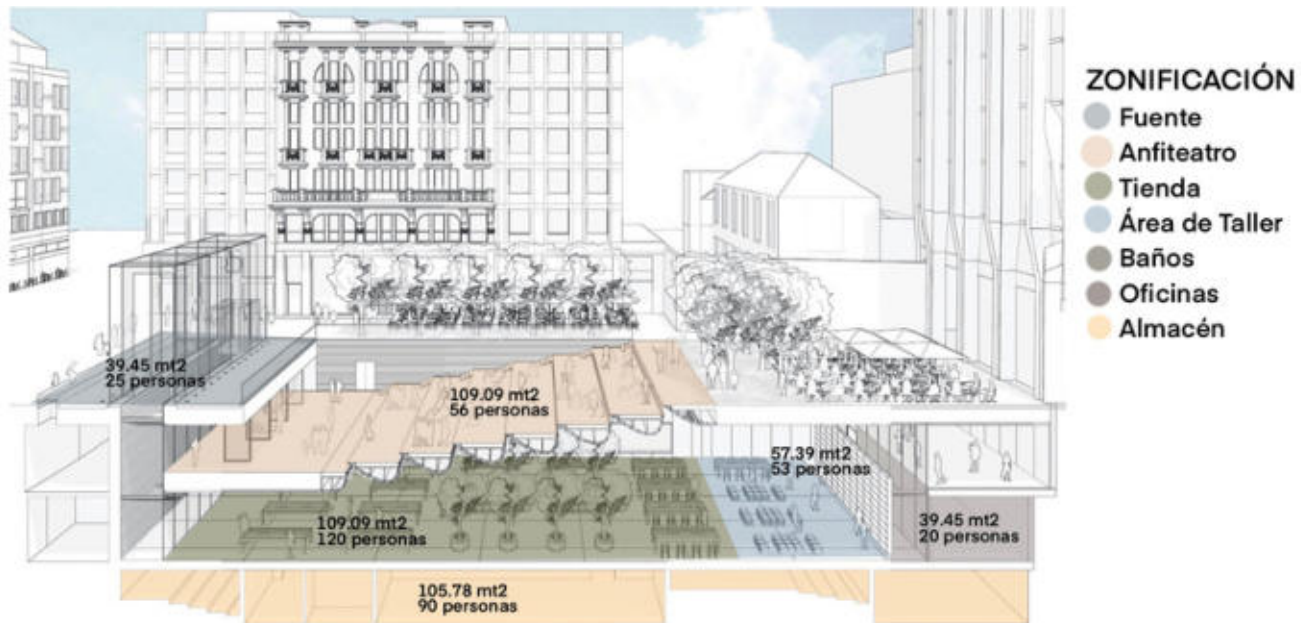 ZONIFICACIÓN
Fuente
Anfiteatro
Tienda
Área de Taller
Baños
Oficinas
Almacén
39.45 mt2
25 personas
109.09 mt2
56 personas
57.39 mt2
53 personas
109.09 mt2
120 personas
39.45 mt2
20 personas
105.78 mt2
90 personas